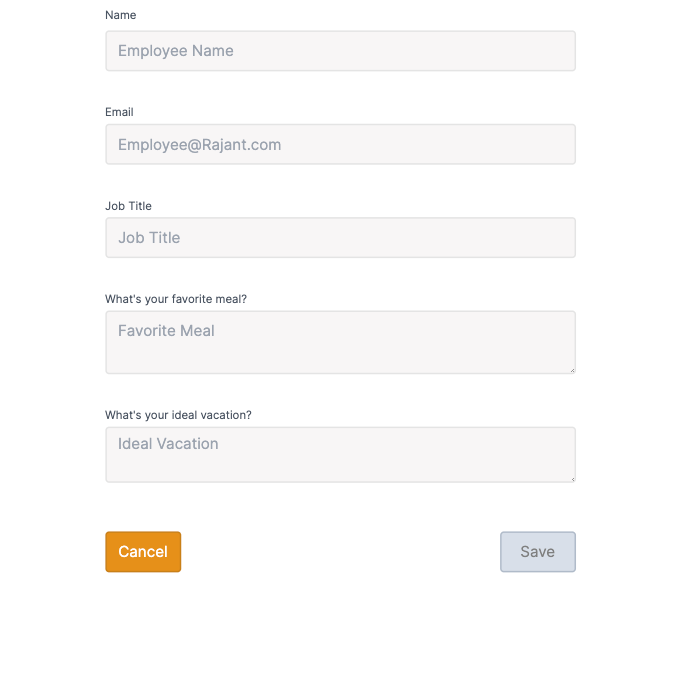 Name
Employee Name
Email
Employee@Rajant.com
Job Title
Job Title
What's your favorite meal?
Favorite Meal
What's your ideal vacation?
Ideal Vacation
Cancel Save